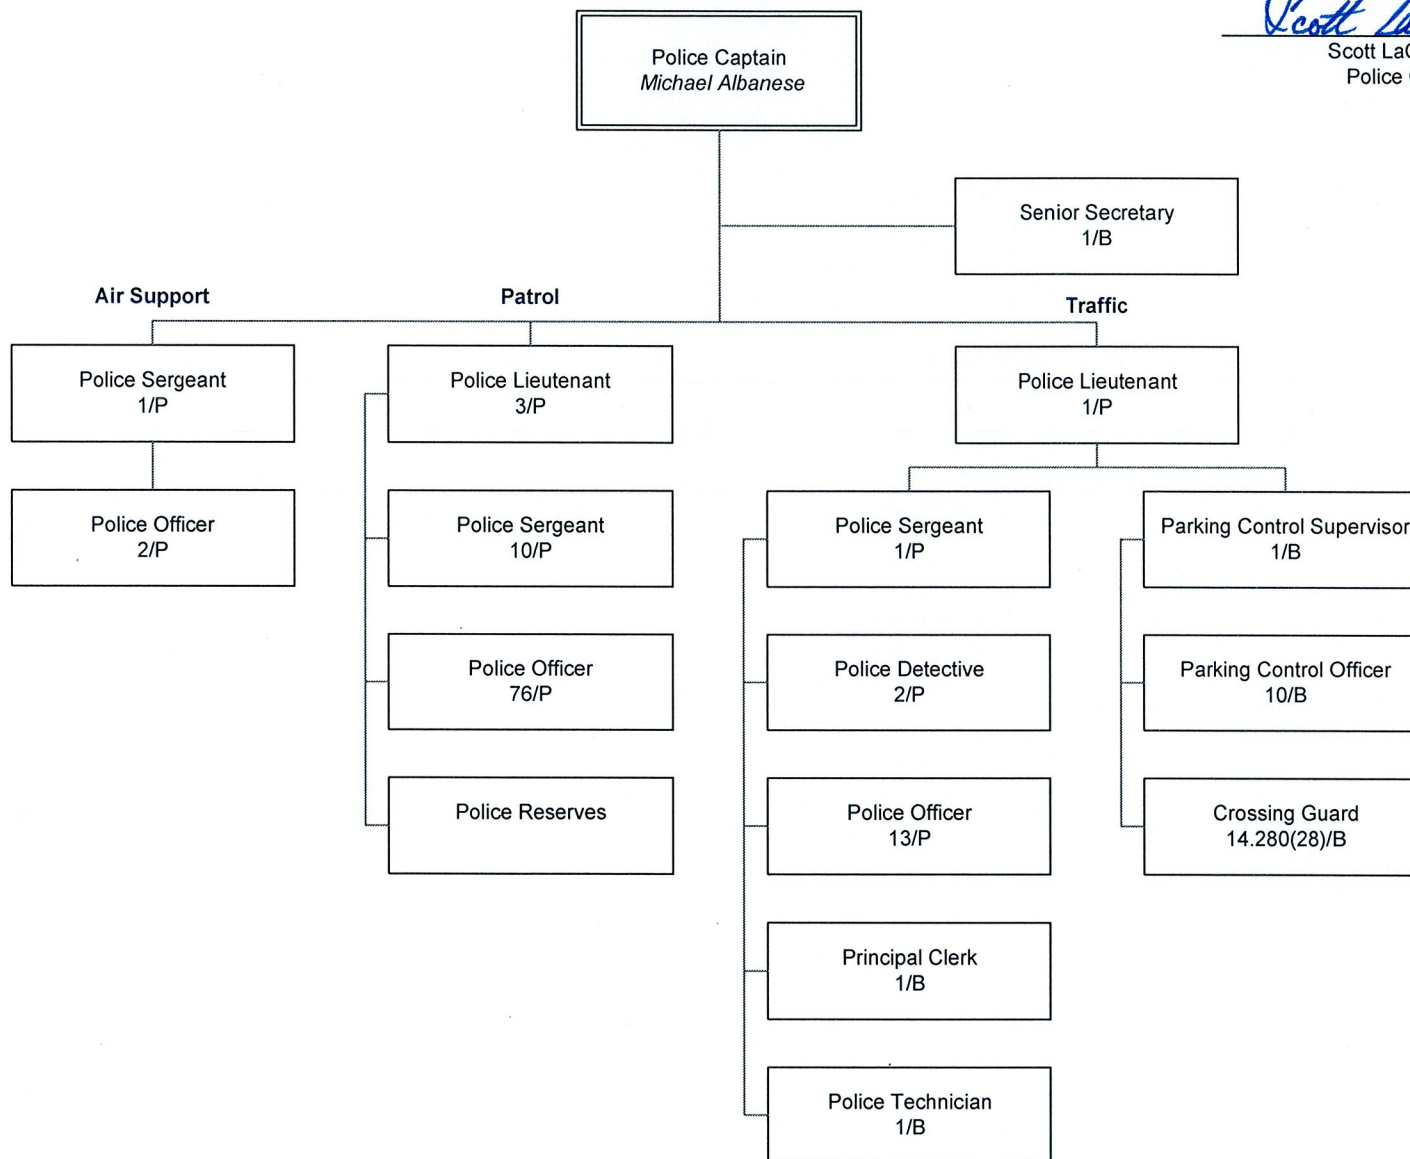 Scott
Scott
Police
Police Captain
Michael Albanese
Senior Secretary
1/B
Air Support
Patrol
Traffic
Police Sergeant
1/P
Police Officer
2/P
Police Lieutenant
3/P
Police Sergeant
10/P
Police Officer
76/P
Police Reserves
Police Lieutenant
1/P
Police Sergeant
1/P
Police Detective
2/P
Police Officer
13/P
Principal Clerk
1/B
Police Technician
1/B
Parking Control Supervisor
1/B
Parking Control Officer
10/B
Crossing Guard
14.280(28)/B